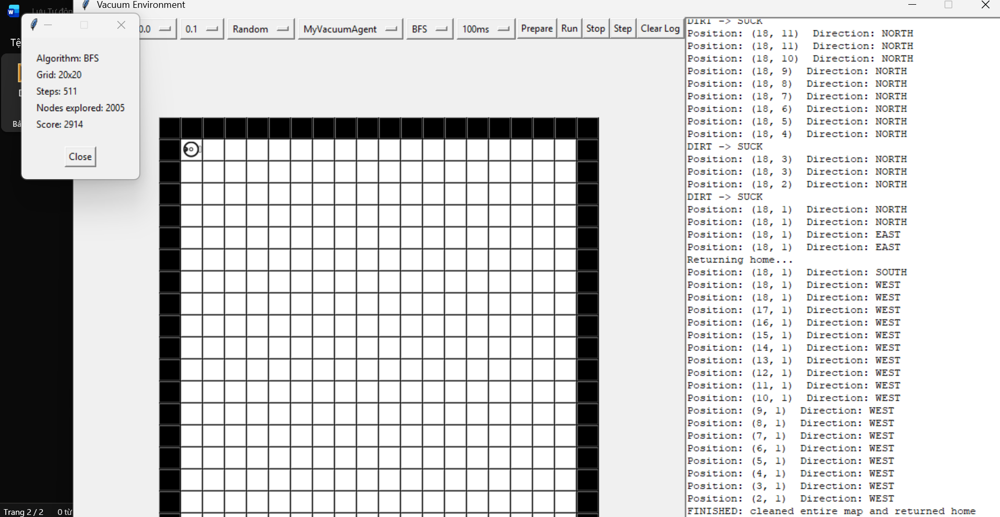 Lưu Tự độn
Vacuum Environment
Tệ
0.0
0.1
Random
MyVacuumAgent
BFS
100ms
Prepare
Run
Stop
Step
Clear Log
Algorithm: BFS
Grid: 20x20
Steps: 511
Nodes explored: 2005
Score: 2914
Close
Bả
Trang 2 / 2
0 từ
DIRT -> SUCK
Position: (18, 11)  Direction: NORTH
Position: (18, 11)  Direction: NORTH
Position: (18, 10)  Direction: NORTH
Position: (18, 9)  Direction: NORTH
Position: (18, 8)  Direction: NORTH
Position: (18, 7)  Direction: NORTH
Position: (18, 6)  Direction: NORTH
Position: (18, 5)  Direction: NORTH
Position: (18, 4)  Direction: NORTH
DIRT -> SUCK
Position: (18, 3)  Direction: NORTH
Position: (18, 3)  Direction: NORTH
Position: (18, 2)  Direction: NORTH
DIRT -> SUCK
Position: (18, 1)  Direction: NORTH
Position: (18, 1)  Direction: NORTH
Position: (18, 1)  Direction: EAST
Position: (18, 1)  Direction: EAST
Returning home...
Position: (18, 1)  Direction: SOUTH
Position: (18, 1)  Direction: WEST
Position: (18, 1)  Direction: WEST
Position: (17, 1)  Direction: WEST
Position: (16, 1)  Direction: WEST
Position: (15, 1)  Direction: WEST
Position: (14, 1)  Direction: WEST
Position: (13, 1)  Direction: WEST
Position: (12, 1)  Direction: WEST
Position: (11, 1)  Direction: WEST
Position: (10, 1)  Direction: WEST
Position: (9, 1)  Direction: WEST
Position: (8, 1)  Direction: WEST
Position: (7, 1)  Direction: WEST
Position: (6, 1)  Direction: WEST
Position: (5, 1)  Direction: WEST
Position: (4, 1)  Direction: WEST
Position: (3, 1)  Direction: WEST
Position: (2, 1)  Direction: WEST
FINISHED: cleaned entire map and returned home